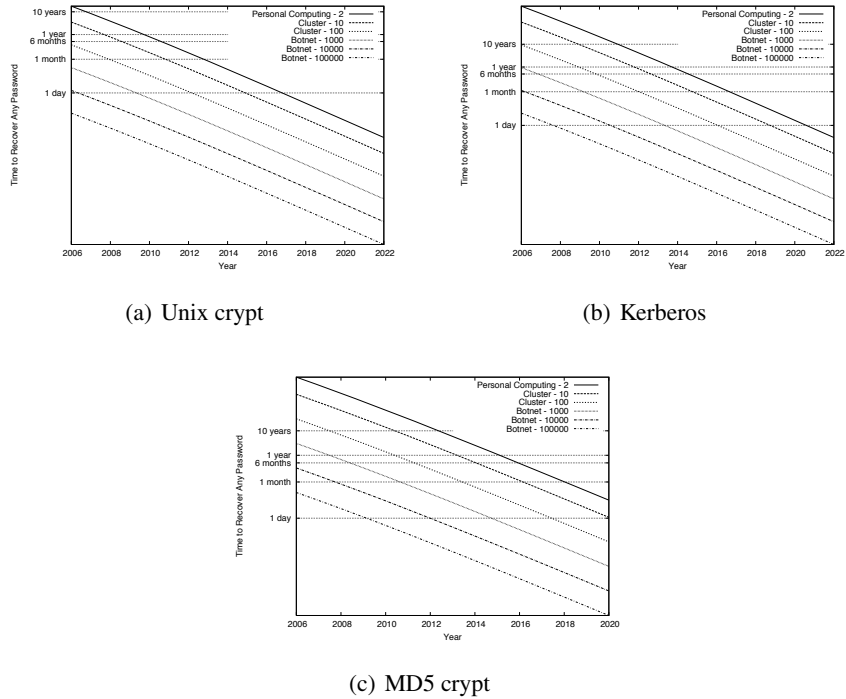 10 years
1 year
6 months
1 month
1 day
Time to Recover Any Password
Personal Computing - 2
Cluster - 10
Cluster - 100
Botnet - 1000
Botnet - 10000
Botnet - 100000
2006 2008 2010 2012 2014 2016 2018 2020 2022
Year
(a) Unix crypt
10 years
1 year
6 months
1 month
1 day
Time to Recover Any Password
Personal Computing - 2
Cluster - 10
Cluster - 100
Botnet - 1000
Botnet - 10000
Botnet - 100000
2006 2008 2010 2012 2014 2016 2018 2020 2022
Year
(b) Kerberos
10 years
1 year
6 months
1 month
1 day
Time to Recover Any Password
Personal Computing - 2
Cluster - 10
Cluster - 100
Botnet - 1000
Botnet - 10000
Botnet - 100000
2006 2008 2010 2012 2014 2016 2018 2020
Year
(c) MD5 crypt